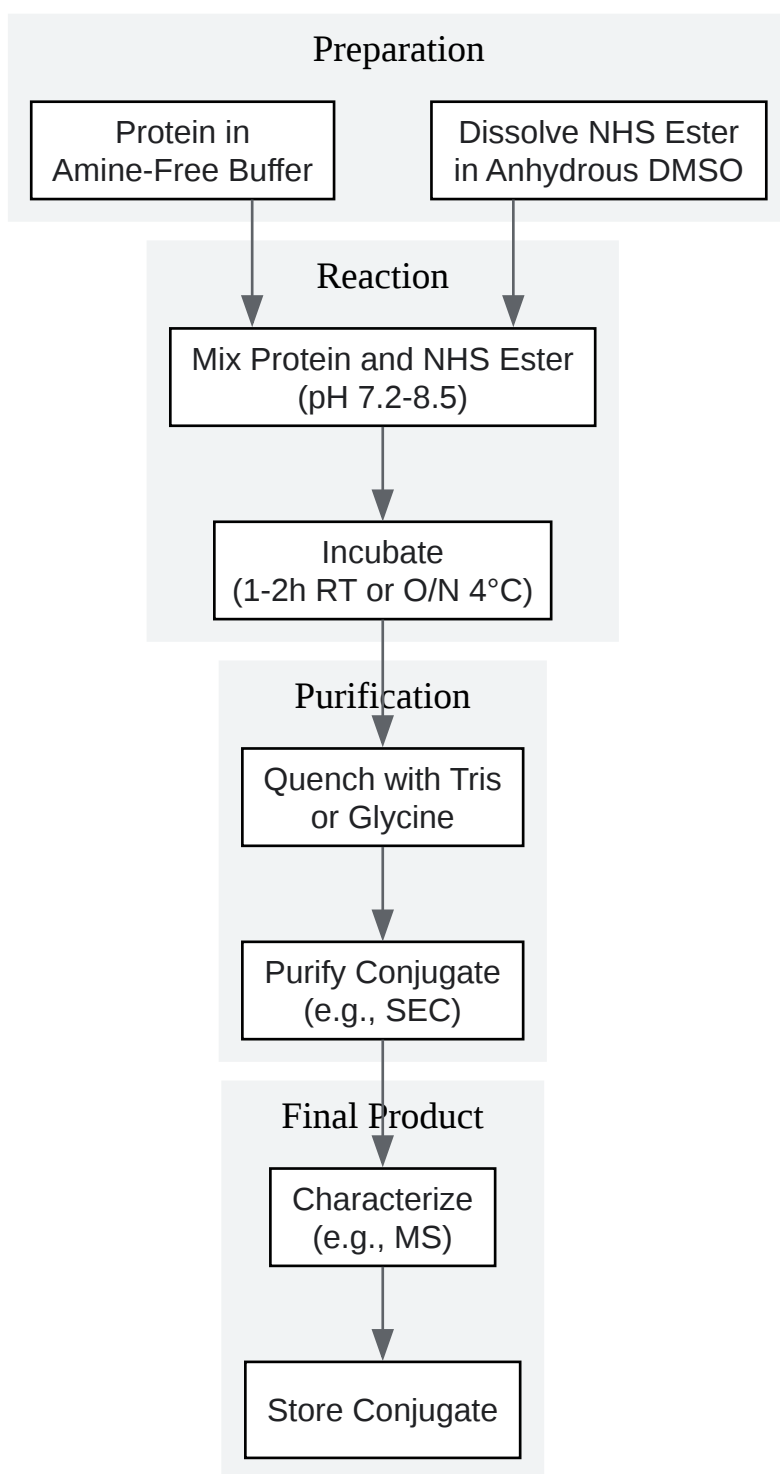 Preparation
Protein in
Amine-Free Buffer
Dissolve NHS Ester
in Anhydrous DMSO
Reaction
Mix Protein and NHS Ester
(pH 7.2-8.5)
Incubate
(1-2h RT or O/N 4°C)
Purification
Quench with Tris
or Glycine
Purify Conjugate
(e.g., SEC)
Final Product
Characterize
(e.g., MS)
Store Conjugate